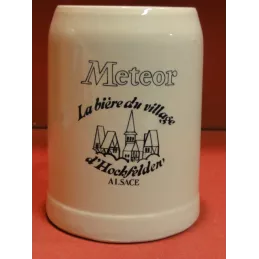 Meteor
La bière du village
d'Hochfelden
ALSACE